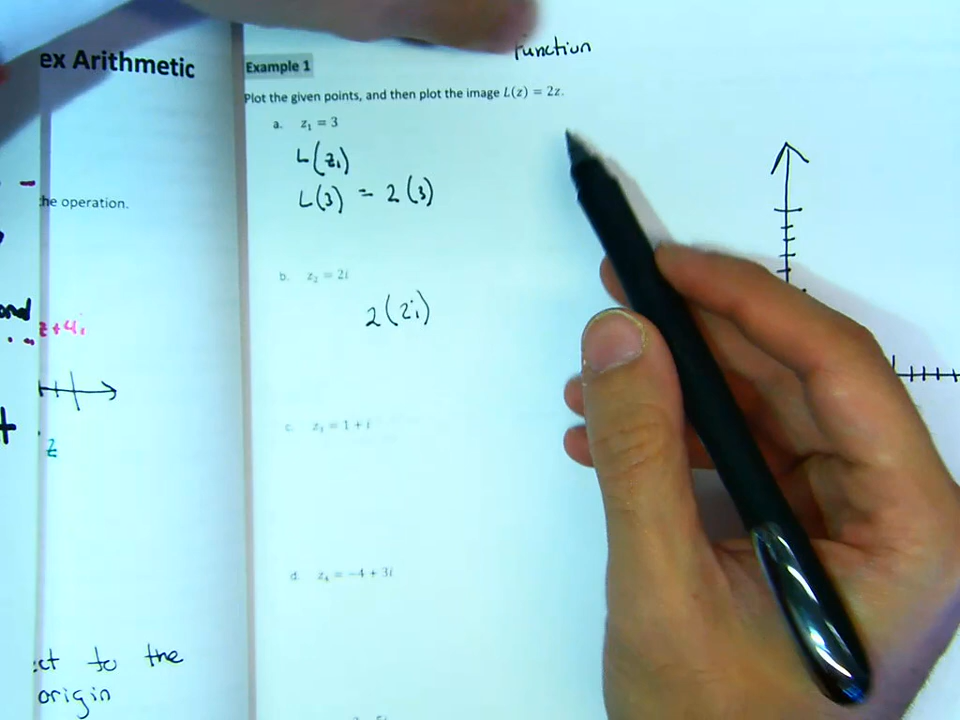 ex Arithmetic
he operation.
z+4i
z
ct to the
origin
function
Example 1
Plot the given points, and then plot the image L(z) = 2z.
a. z₁ = 3
L(z₁)
L(3) = 2(3)
b. z₂ = 2i
2(2i)
c. z₃ = 1 + i
d. z₄ = −4 + 3i